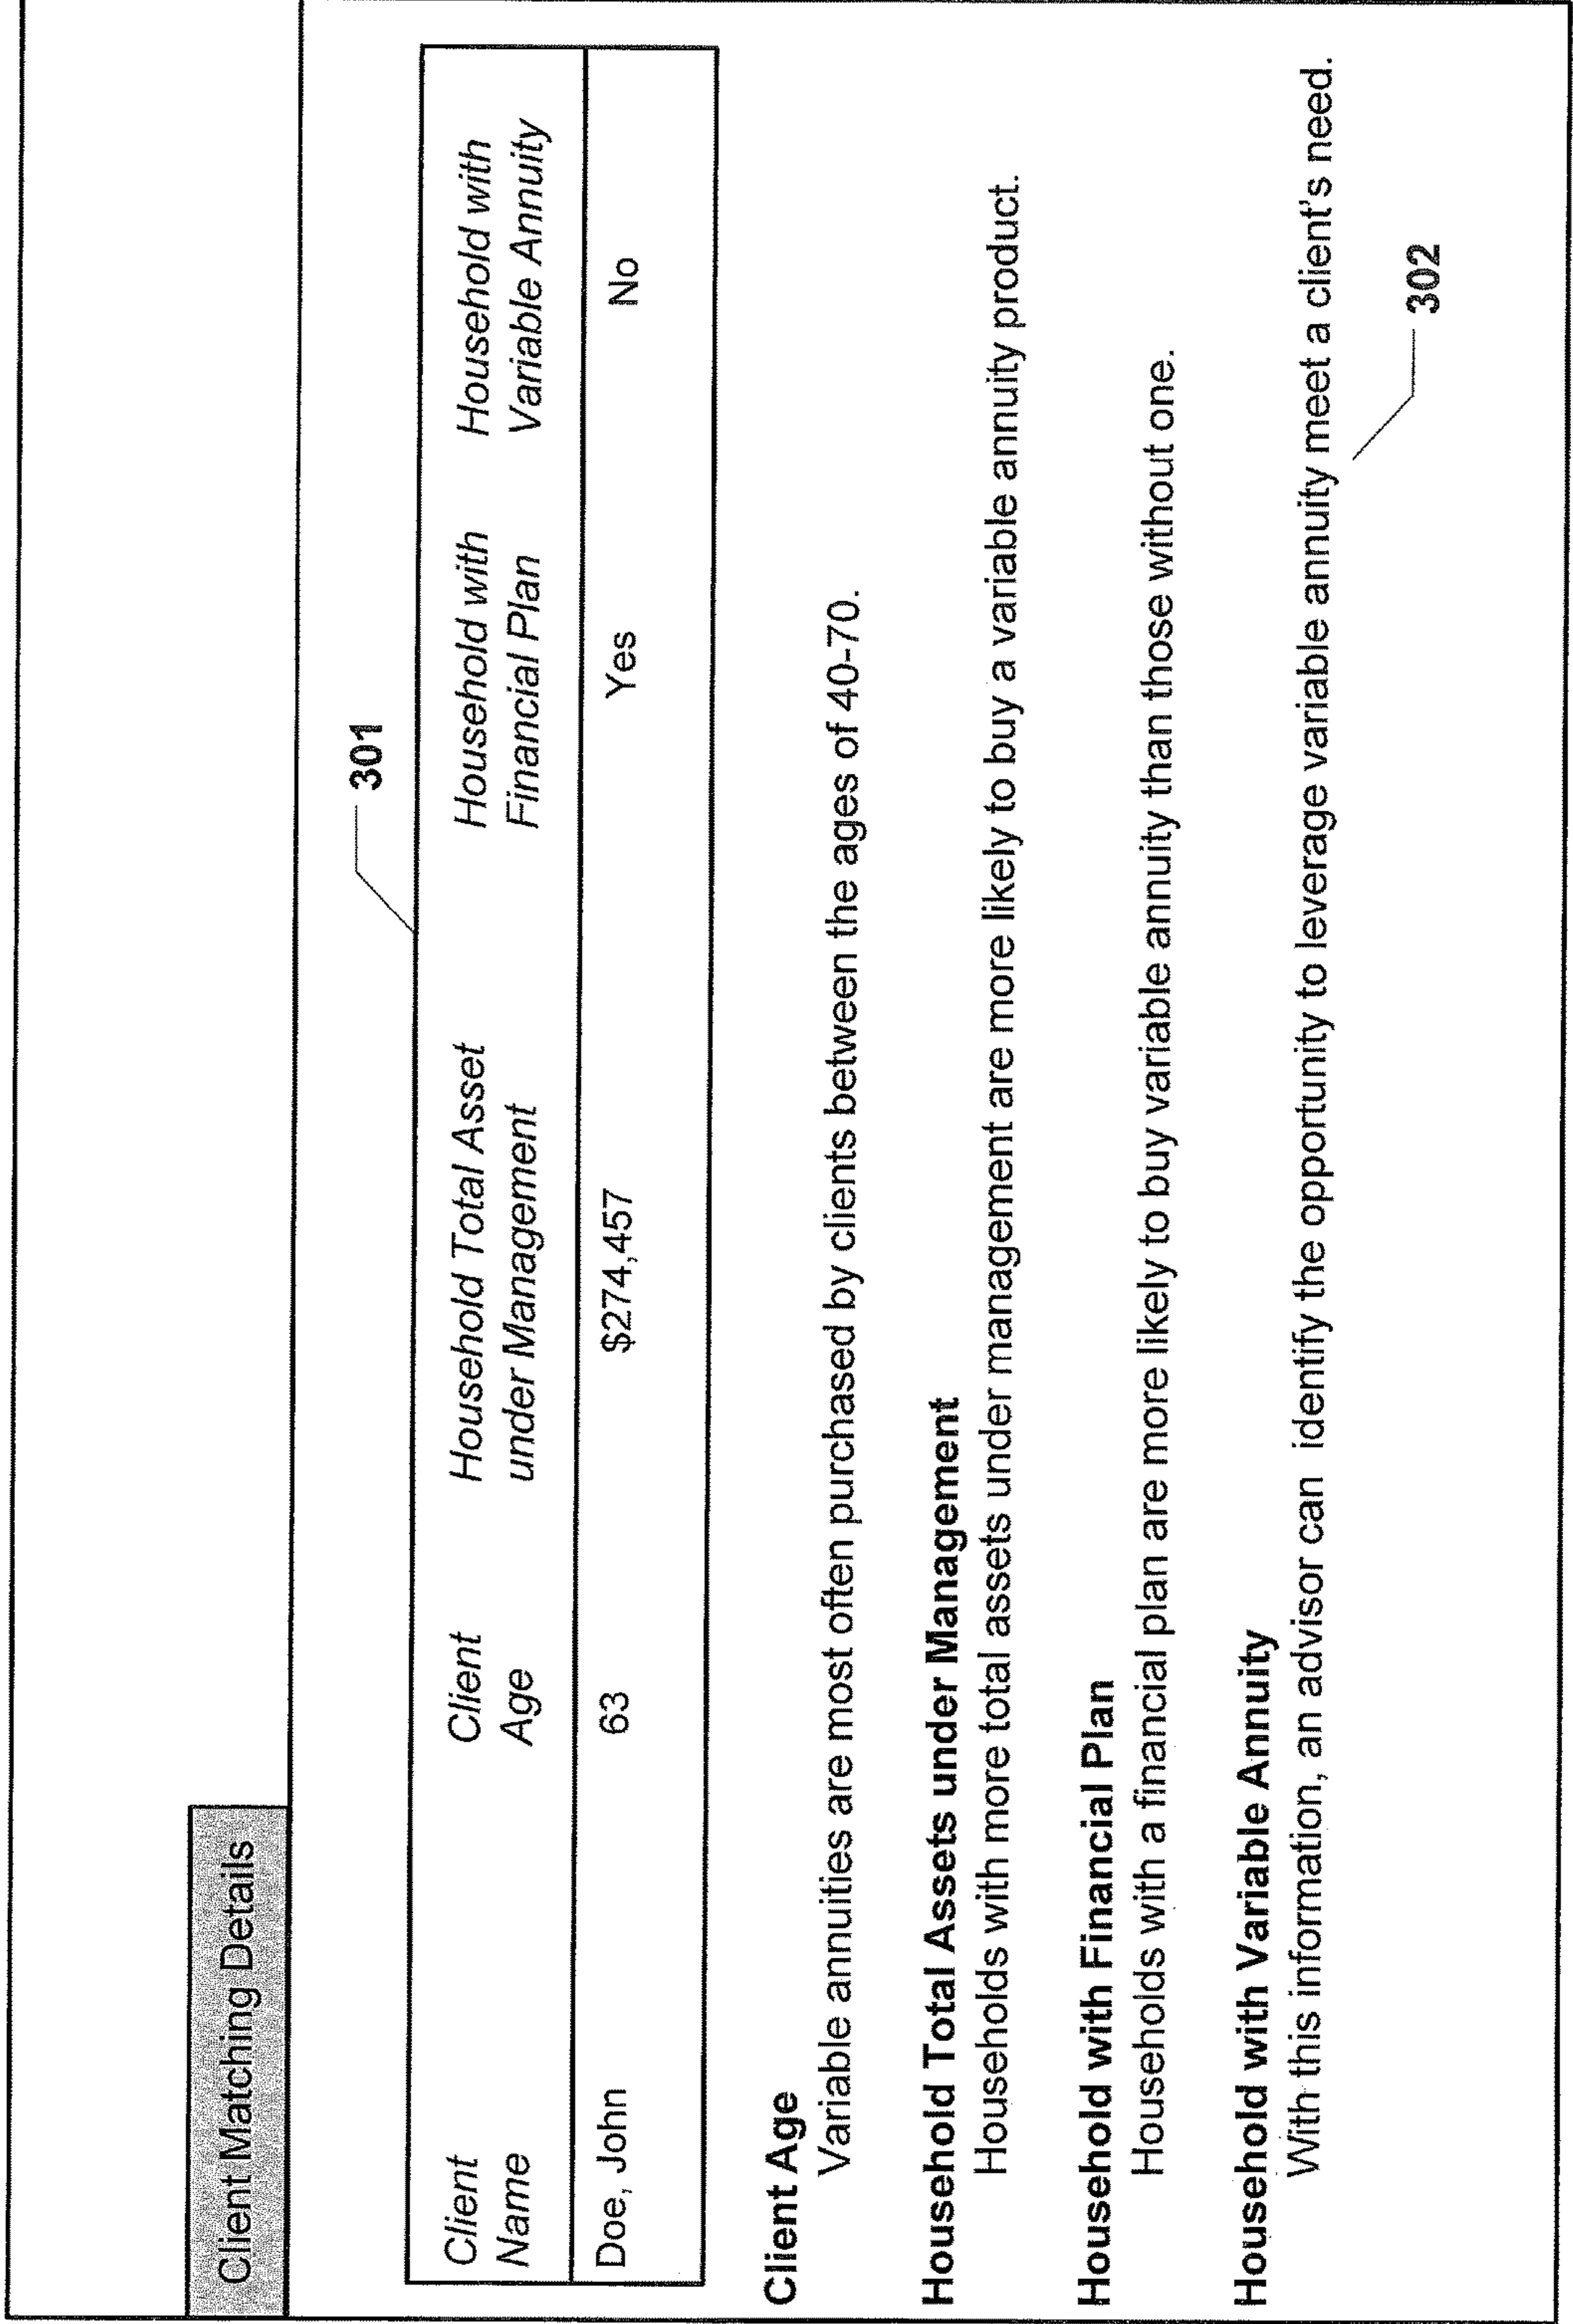 Client Matching Details
301
Client Name
Client Age
Household Total Asset under Management
Household with Financial Plan
Household with Variable Annuity
Doe, John
63
$274,457
Yes
No
Client Age
Variable annuities are most often purchased by clients between the ages of 40-70.
Household Total Assets under Management
Households with more total assets under management are more likely to buy a variable annuity product.
Household with Financial Plan
Households with a financial plan are more likely to buy variable annuity than those without one.
Household with Variable Annuity
With this information, an advisor can identify the opportunity to leverage variable annuity meet a client's need.
302